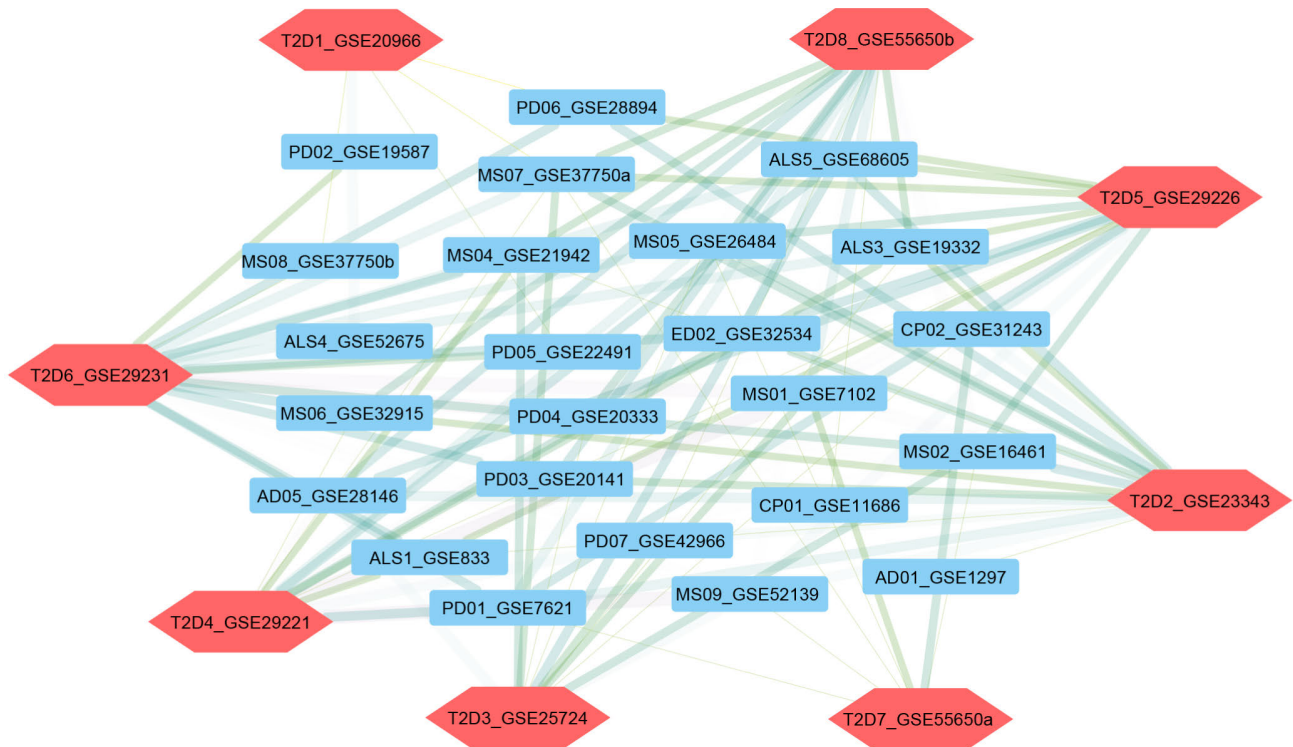 T2D1_GSE20966
T2D8_GSE55650b
PD06_GSE28894
PD02_GSE19587
ALS5_GSE68605
MS07_GSE37750a
T2D5_GSE29226
MS05_GSE26484
ALS3_GSE19332
MS04_GSE21942
MS08_GSE37750b
ED02_GSE32534
CP02_GSE31243
ALS4_GSE52675
PD05_GSE22491
T2D6_GSE29231
MS01_GSE7102
MS06_GSE32915
PD04_GSE20333
MS02_GSE16461
PD03_GSE20141
AD05_GSE28146
T2D2_GSE23343
CP01_GSE11686
PD07_GSE42966
ALS1_GSE833
AD01_GSE1297
MS09_GSE52139
PD01_GSE7621
T2D4_GSE29221
T2D3_GSE25724
T2D7_GSE55650a